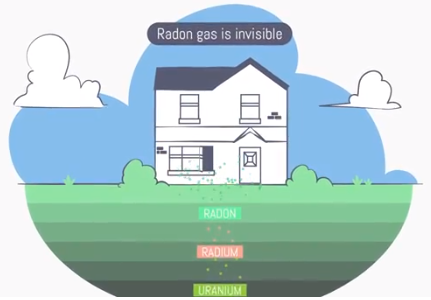 Radon gas is invisible
RADON
RADIUM
URANIUM